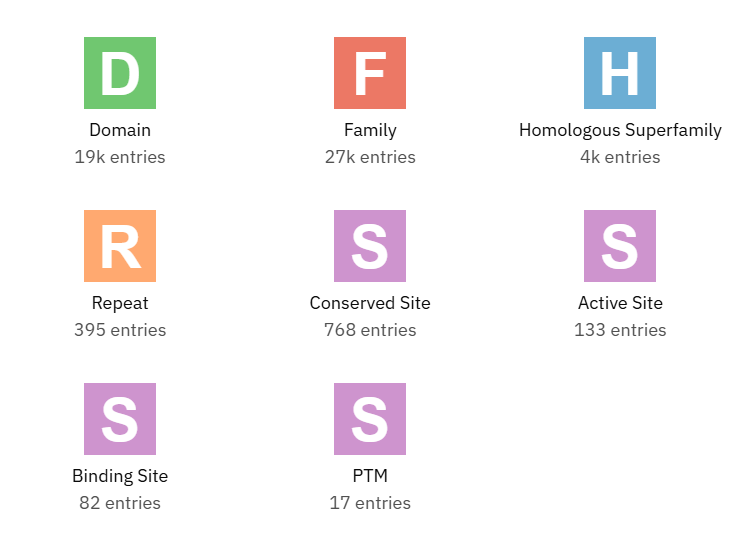 D
Domain
19k entries
F
Family
27k entries
H
Homologous Superfamily
4k entries
R
Repeat
395 entries
S
Conserved Site
768 entries
S
Active Site
133 entries
S
Binding Site
82 entries
S
PTM
17 entries